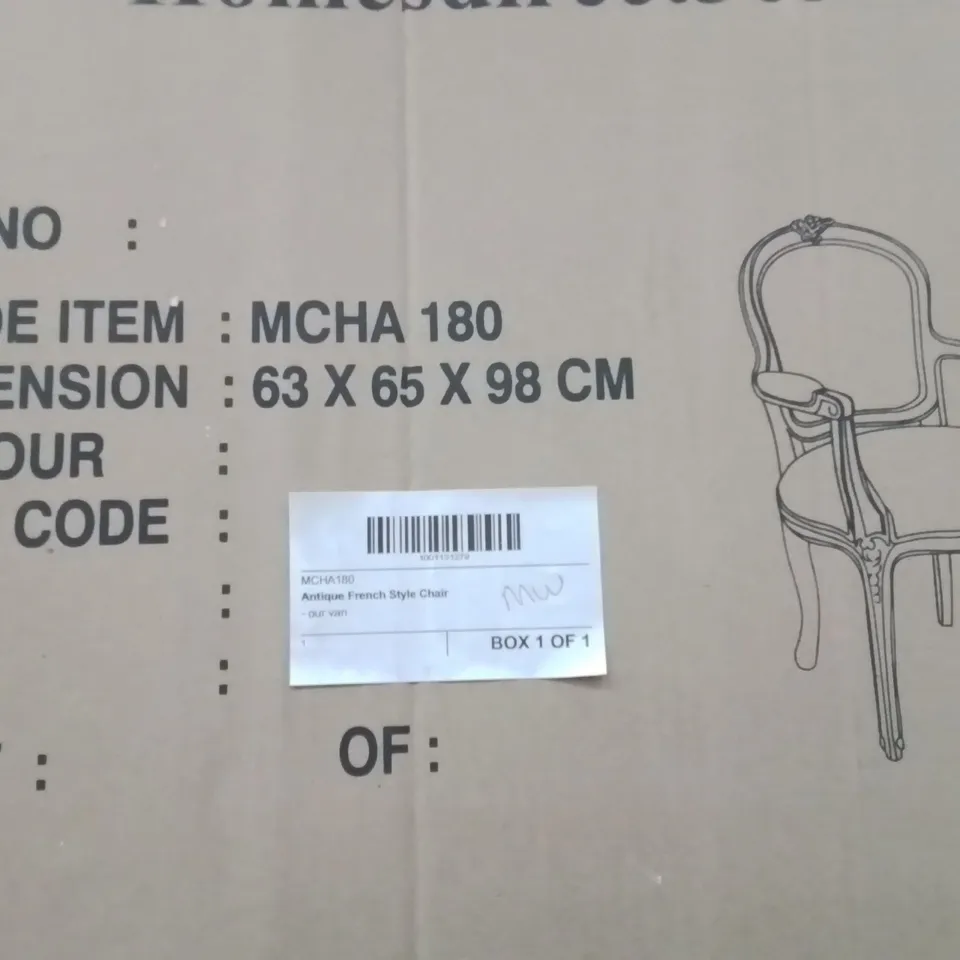 NO :
DE ITEM : MCHA 180
ENSION : 63 X 65 X 98 CM
OUR :
CODE :
:
:
MCHA180
Antique French Style Chair
- our van
MW
1
BOX 1 OF 1
: OF :